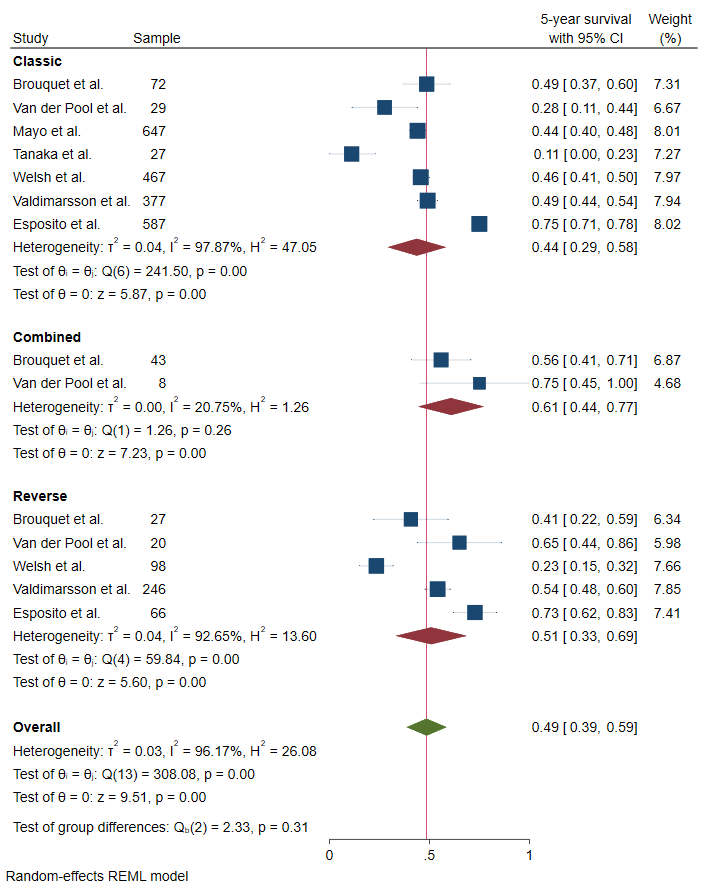 5-year survival Weight
Study Sample with 95% CI (%)
Classic
Brouquet et al. 72 0.49 [ 0.37, 0.60] 7.31
Van der Pool et al. 29 0.28 [ 0.11, 0.44] 6.67
Mayo et al. 647 0.44 [ 0.40, 0.48] 8.01
Tanaka et al. 27 0.11 [ 0.00, 0.23] 7.27
Welsh et al. 467 0.46 [ 0.41, 0.50] 7.97
Valdimarsson et al. 377 0.49 [ 0.44, 0.54] 7.94
Esposito et al. 587 0.75 [ 0.71, 0.78] 8.02
Heterogeneity: τ² = 0.04, I² = 97.87%, H² = 47.05 0.44 [ 0.29, 0.58]
Test of θᵢ = θⱼ: Q(6) = 241.50, p = 0.00
Test of θ = 0: z = 5.87, p = 0.00
Combined
Brouquet et al. 43 0.56 [ 0.41, 0.71] 6.87
Van der Pool et al. 8 0.75 [ 0.45, 1.00] 4.68
Heterogeneity: τ² = 0.00, I² = 20.75%, H² = 1.26 0.61 [ 0.44, 0.77]
Test of θᵢ = θⱼ: Q(1) = 1.26, p = 0.26
Test of θ = 0: z = 7.23, p = 0.00
Reverse
Brouquet et al. 27 0.41 [ 0.22, 0.59] 6.34
Van der Pool et al. 20 0.65 [ 0.44, 0.86] 5.98
Welsh et al. 98 0.23 [ 0.15, 0.32] 7.66
Valdimarsson et al. 246 0.54 [ 0.48, 0.60] 7.85
Esposito et al. 66 0.73 [ 0.62, 0.83] 7.41
Heterogeneity: τ² = 0.04, I² = 92.65%, H² = 13.60 0.51 [ 0.33, 0.69]
Test of θᵢ = θⱼ: Q(4) = 59.84, p = 0.00
Test of θ = 0: z = 5.60, p = 0.00
Overall 0.49 [ 0.39, 0.59]
Heterogeneity: τ² = 0.03, I² = 96.17%, H² = 26.08
Test of θᵢ = θⱼ: Q(13) = 308.08, p = 0.00
Test of θ = 0: z = 9.51, p = 0.00
Test of group differences: Q_b(2) = 2.33, p = 0.31
0 .5 1
Random-effects REML model